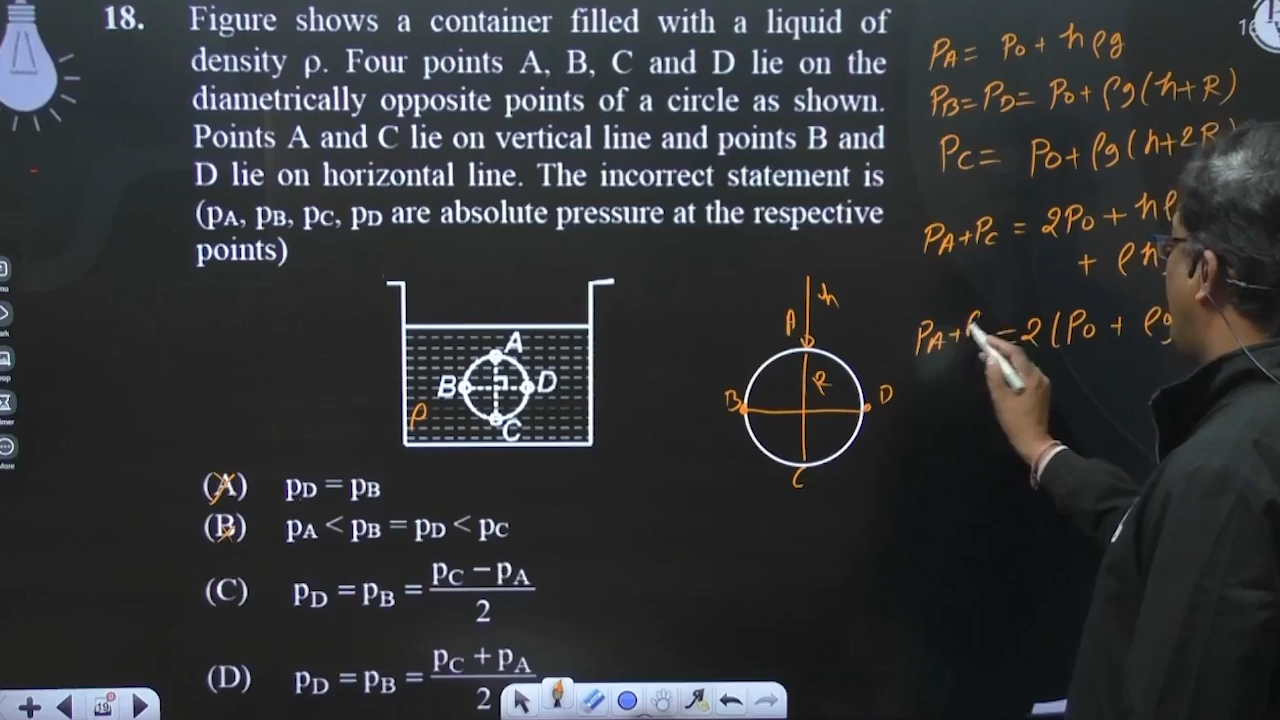 18. Figure shows a container filled with a liquid of
density ρ. Four points A, B, C and D lie on the
diametrically opposite points of a circle as shown.
Points A and C lie on vertical line and points B and
D lie on horizontal line. The incorrect statement is
(pA, pB, pC, pD are absolute pressure at the respective
points)
A
B D
C
ρ
(A) pD = pB
(B) pA < pB = pD < pC
(C) pD = pB = (pC − pA)/2
(D) pD = pB = (pC + pA)/2
h
A
R
B D
C
PA = P0 + hρg
PB = PD = P0 + ρg(h+R)
PC = P0 + ρg(h+2R
PA+PC = 2P0 + hρ
+ ρh
PA+ = 2(P0 + ρg
19